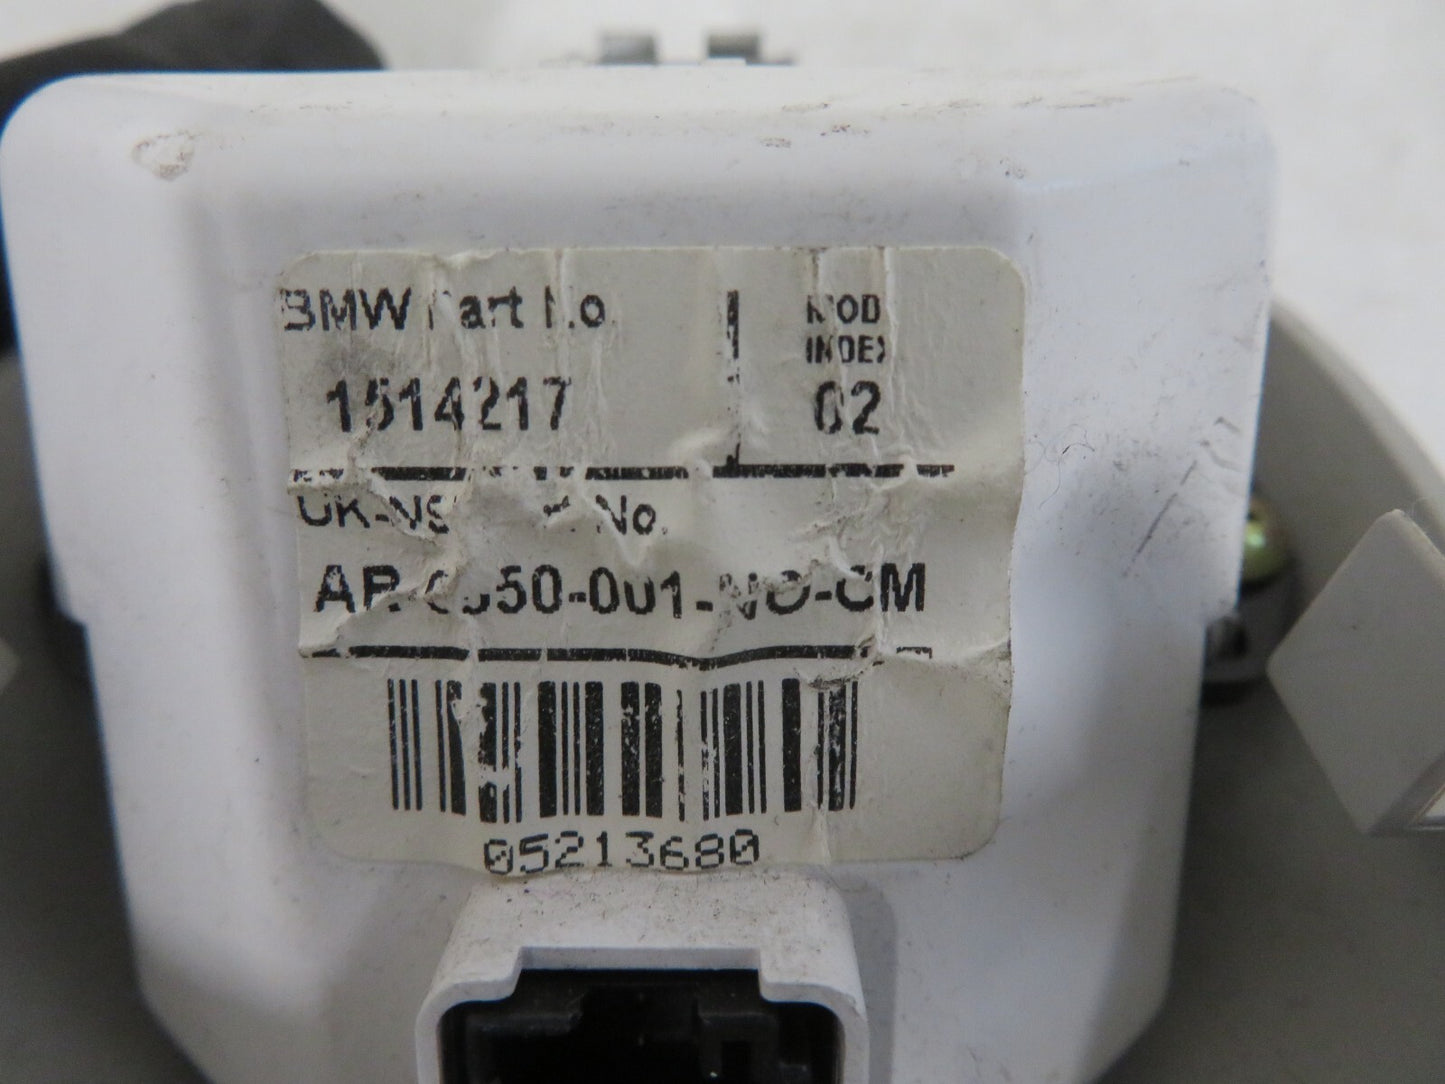 BMW Part No.
MOD
INDEX
1514217
02
No.
05213680